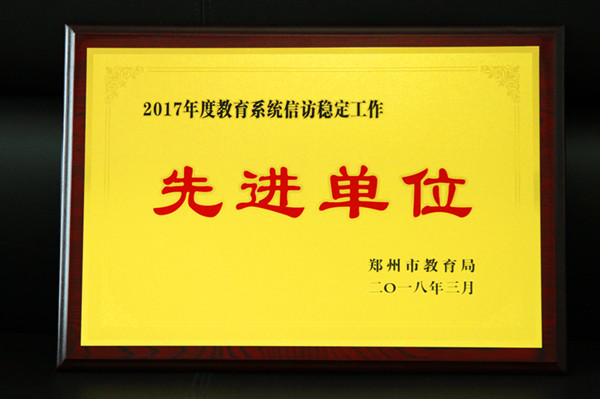 2017年度教育系统信访稳定工作
先进单位
郑州市教育局
二〇一八年三月